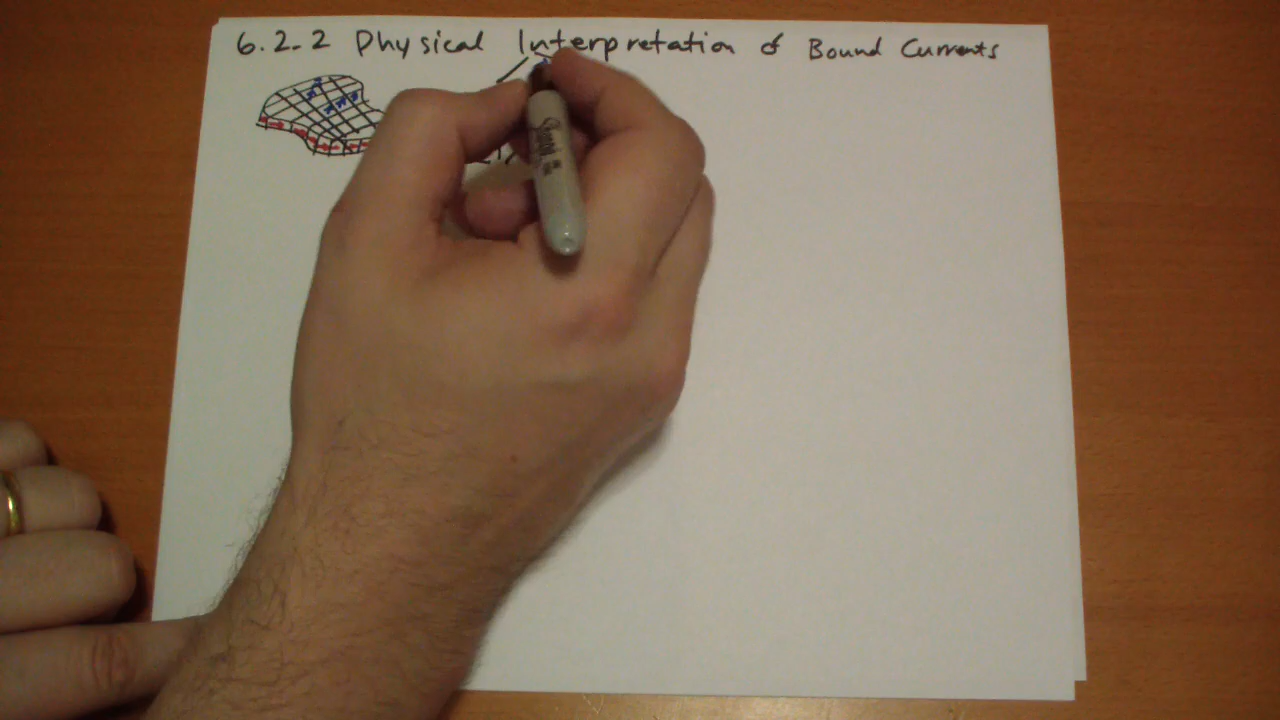 6.2.2 Physical Interpretation of Bound Currents